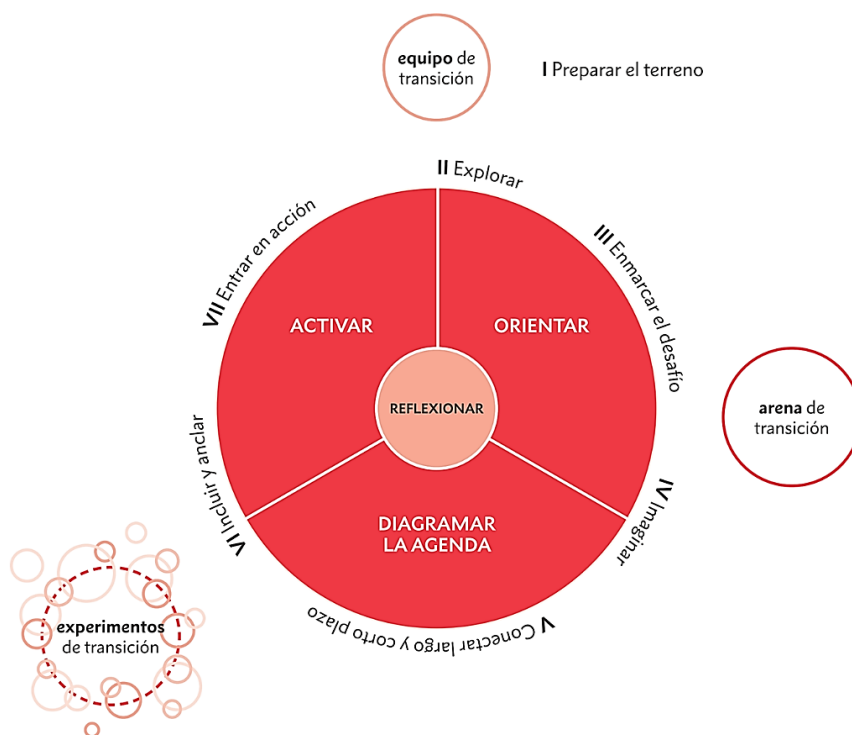 equipo de
transición
I Preparar el terreno
II Explorar
III Enmarcar el desafío
IV Imaginar
V Conectar largo y corto plazo
VI Incluir y anclar
VII Entrar en acción
ACTIVAR
ORIENTAR
REFLEXIONAR
DIAGRAMAR
LA AGENDA
arena de
transición
experimentos
de transición